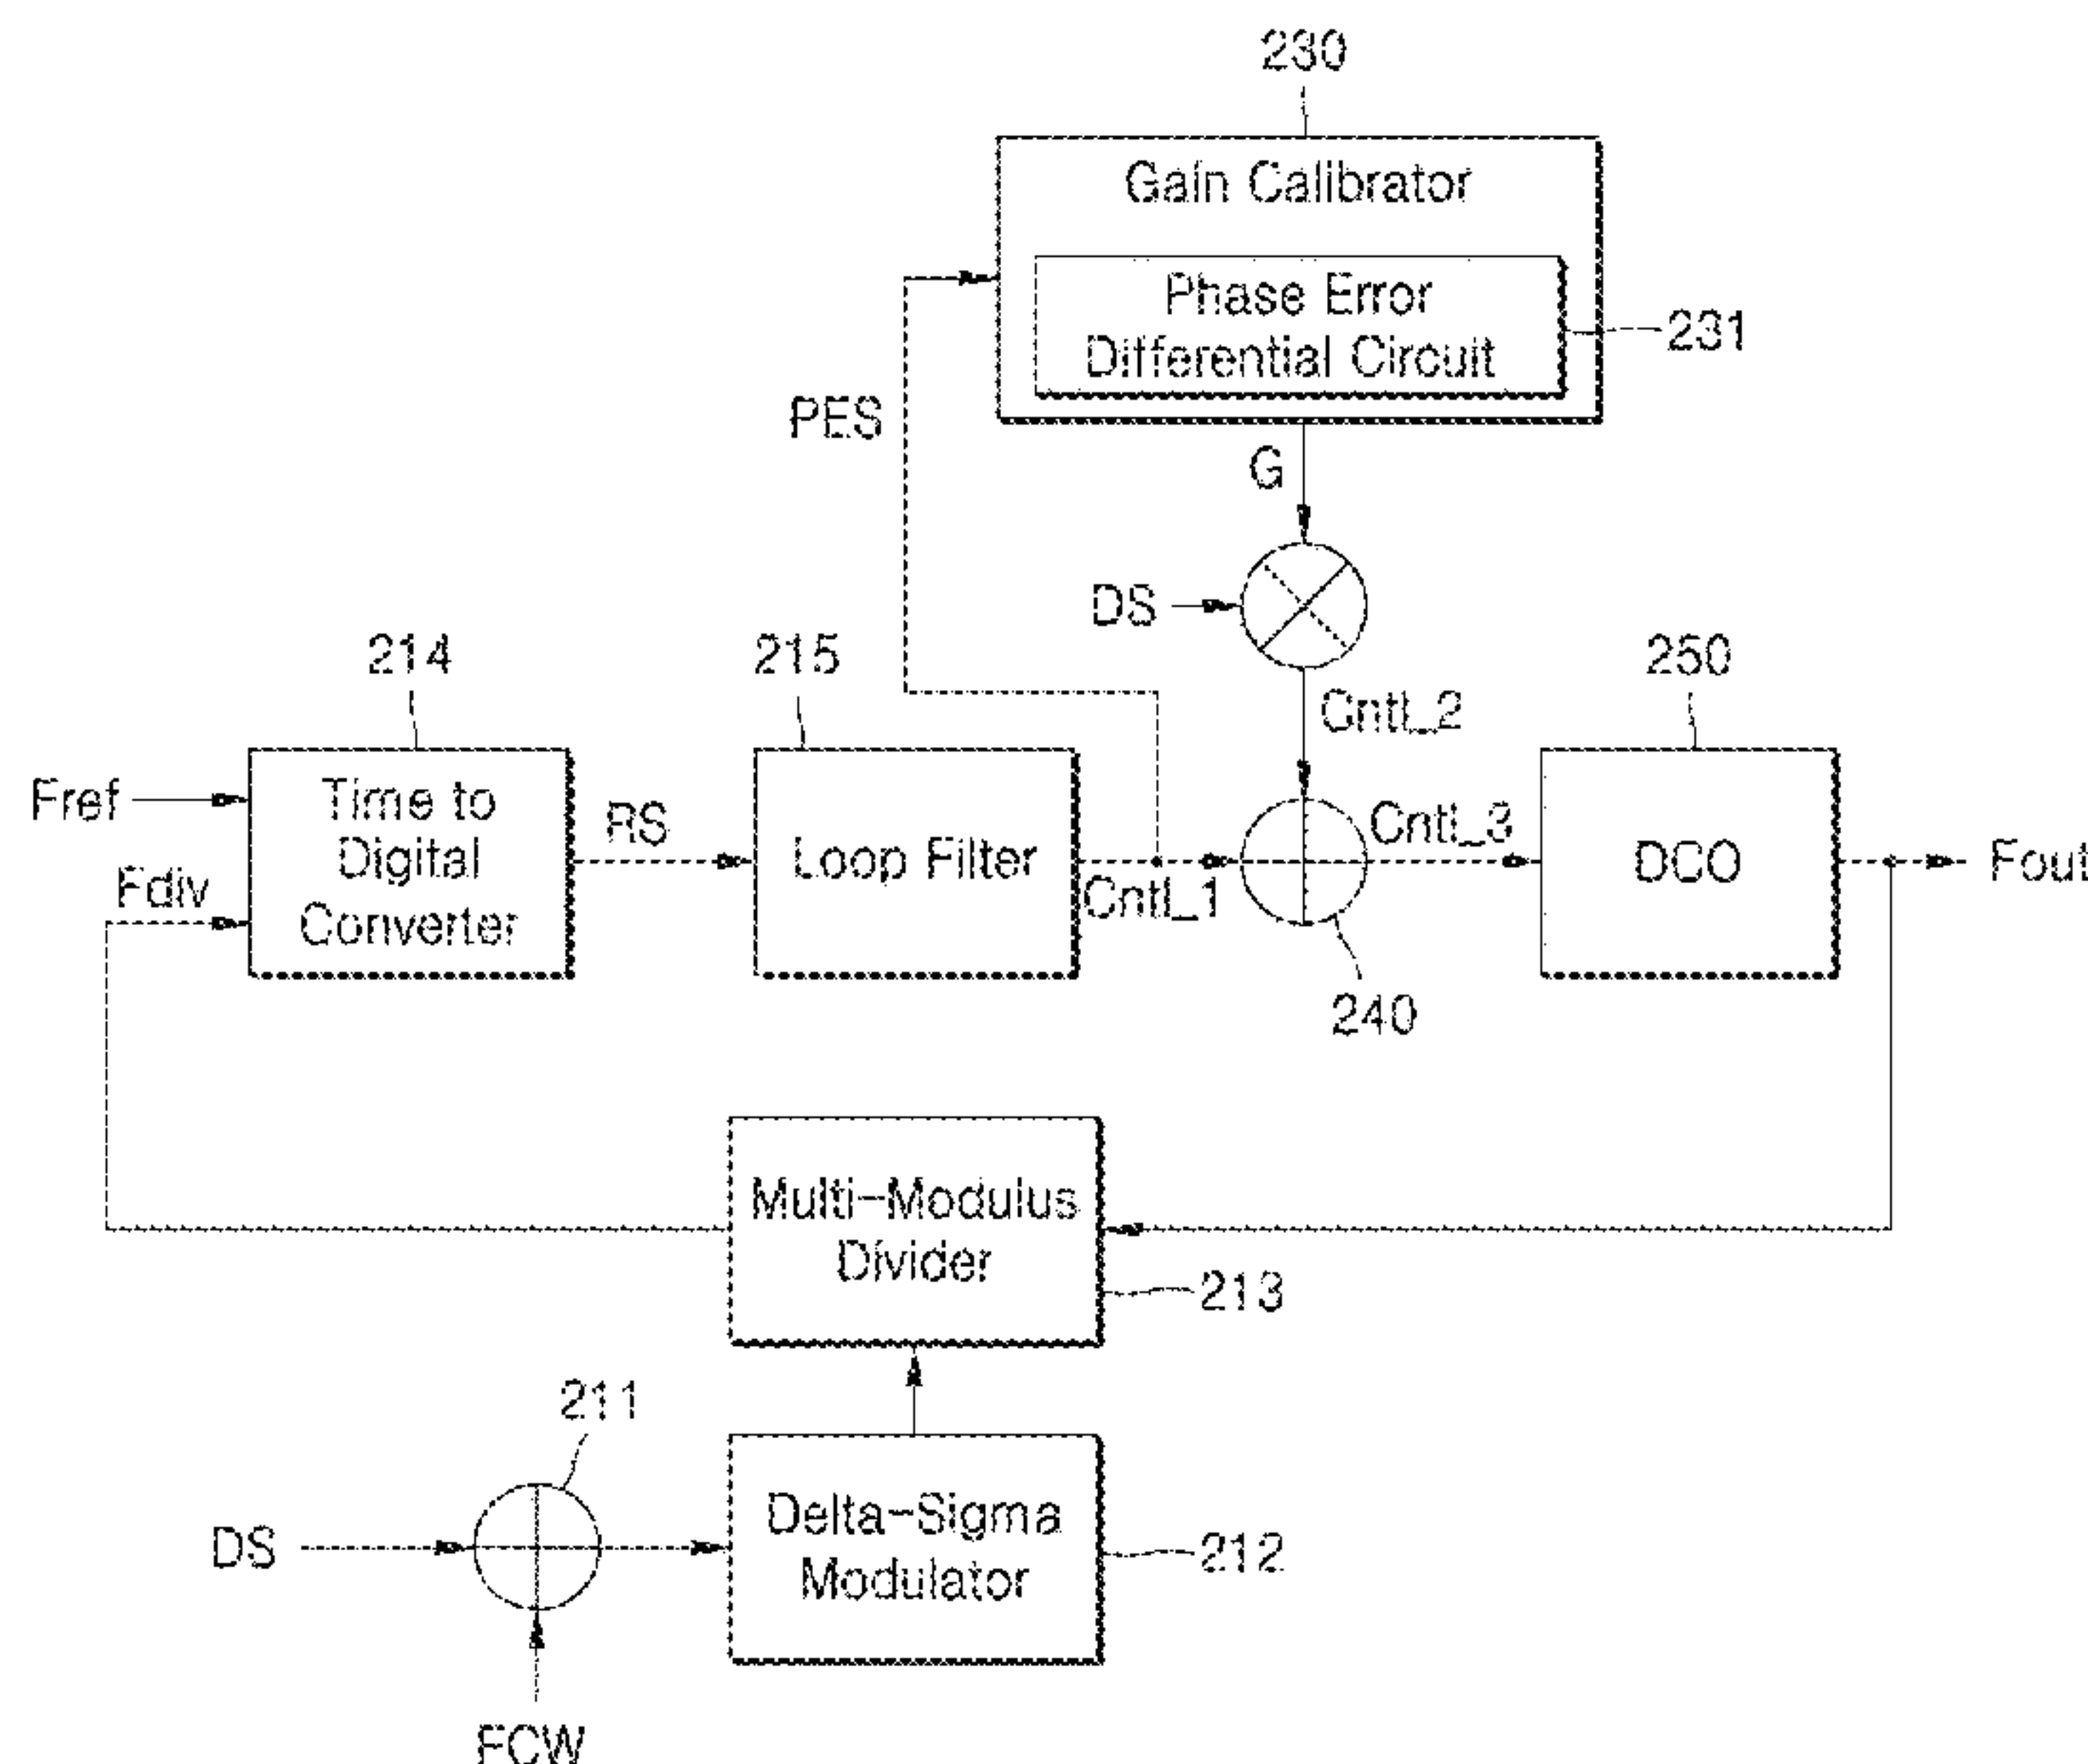 230
Gain Calibrator
Phase Error
Differential Circuit
231
PES
G
DS
214
215
250
Cntl_2
Fref
Time to
Digital
Converter
RS
Loop Filter
Cntl_3
DCO
Fout
Fdiv
Cntl_1
240
Multi-Modulus
Divider
213
211
DS
Delta-Sigma
Modulator
212
FCW